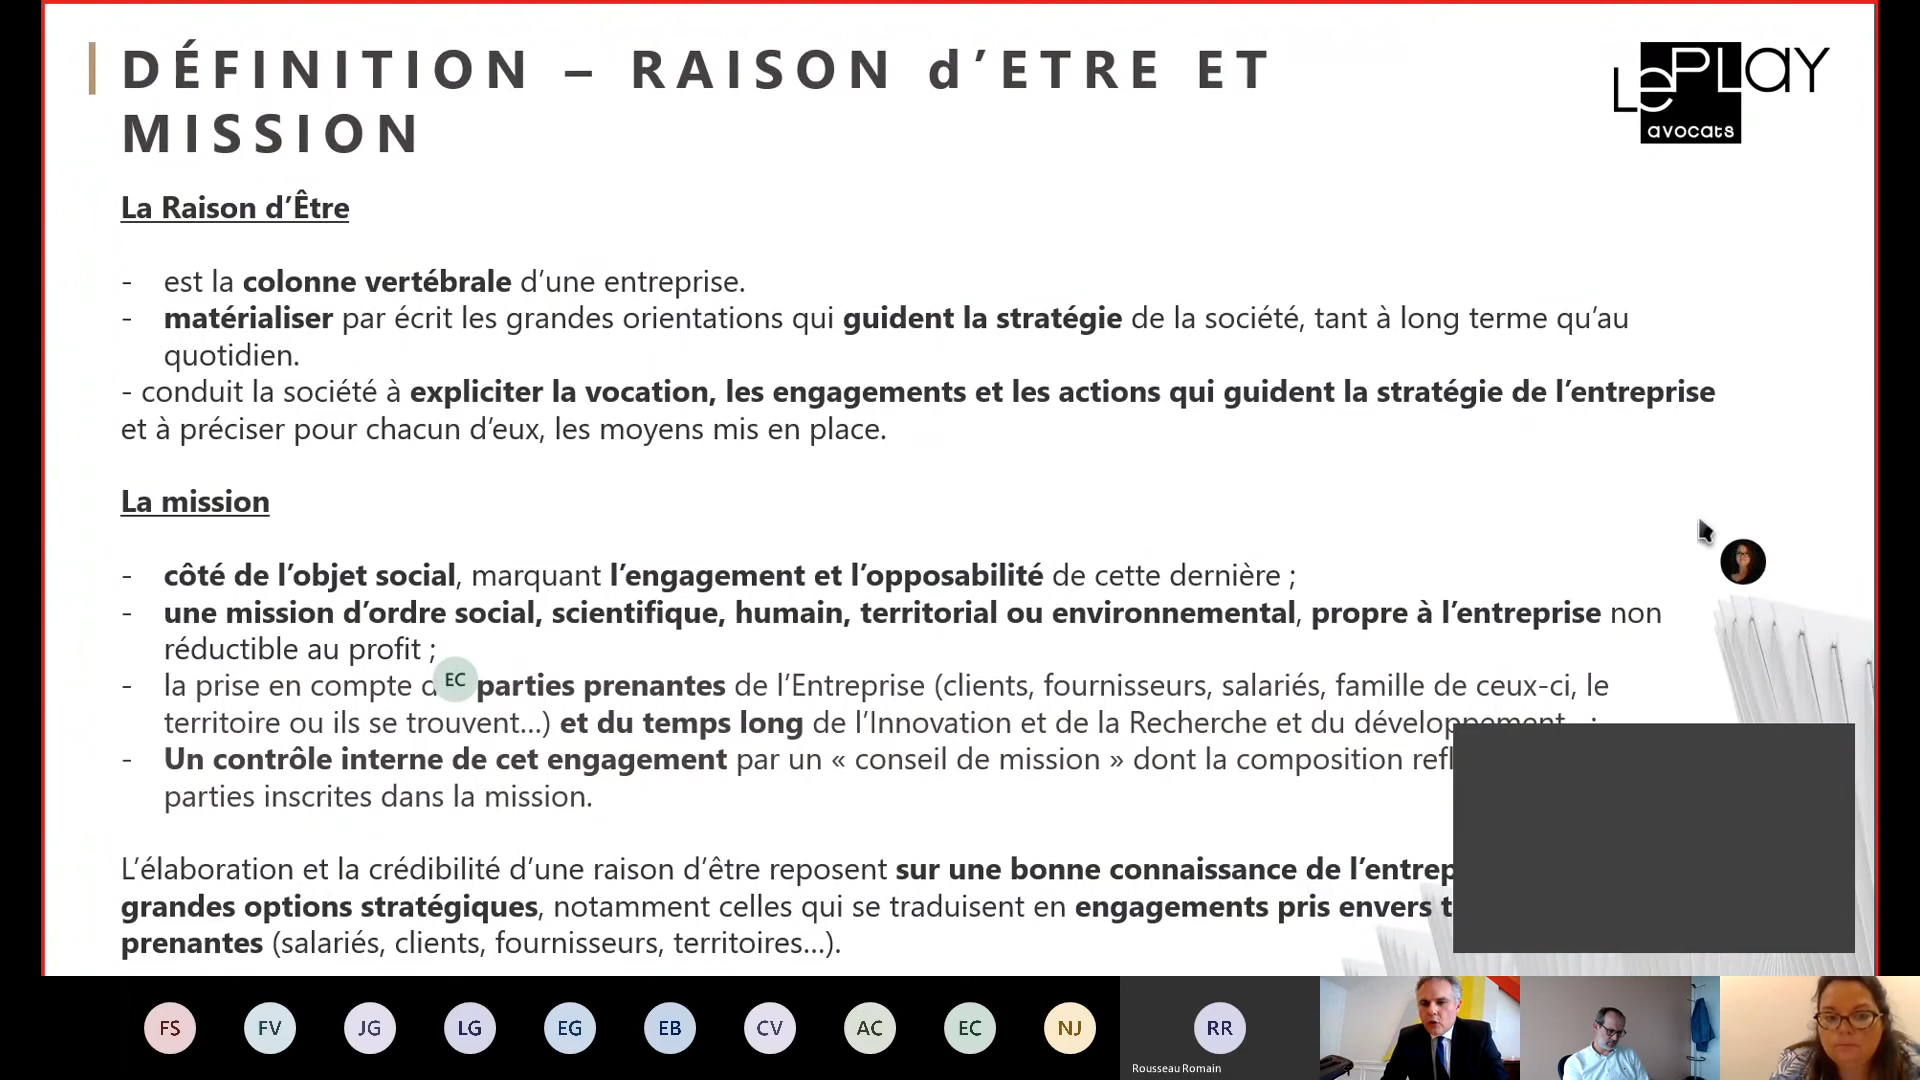 DÉFINITION – RAISON d’ETRE ET
MISSION
LePLay
avocats
La Raison d’Être
- est la colonne vertébrale d’une entreprise.
- matérialiser par écrit les grandes orientations qui guident la stratégie de la société, tant à long terme qu’au
quotidien.
- conduit la société à expliciter la vocation, les engagements et les actions qui guident la stratégie de l’entreprise
et à préciser pour chacun d’eux, les moyens mis en place.
La mission
- côté de l’objet social, marquant l’engagement et l’opposabilité de cette dernière ;
- une mission d’ordre social, scientifique, humain, territorial ou environnemental, propre à l’entreprise non
réductible au profit ;
- la prise en compte EC parties prenantes de l’Entreprise (clients, fournisseurs, salariés, famille de ceux-ci, le
territoire ou ils se trouvent...) et du temps long de l’Innovation et de la Recherche et du développement... ;
- Un contrôle interne de cet engagement par un « conseil de mission » dont la composition
parties inscrites dans la mission.
L’élaboration et la crédibilité d’une raison d’être reposent sur une bonne connaissance de
grandes options stratégiques, notamment celles qui se traduisent en engagements pris envers
prenantes (salariés, clients, fournisseurs, territoires...).
FS FV JG LG EG EB CV AC EC NJ RR
Rousseau Romain